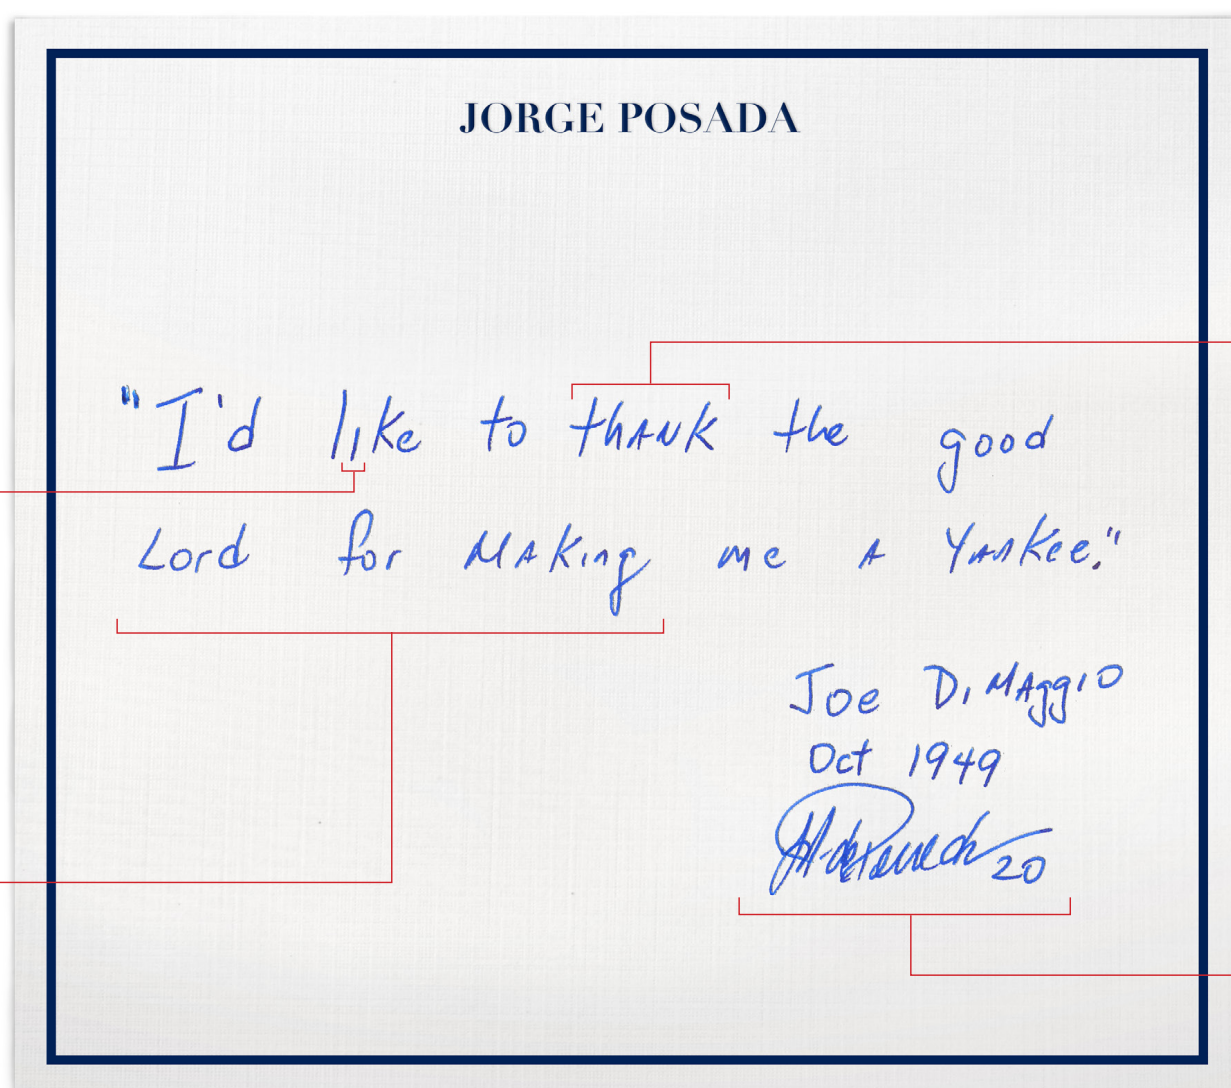 JORGE POSADA
"I'd like to thANK the good
Lord for MAKing me A YANKee."
Joe DiMAggio
Oct 1949
20